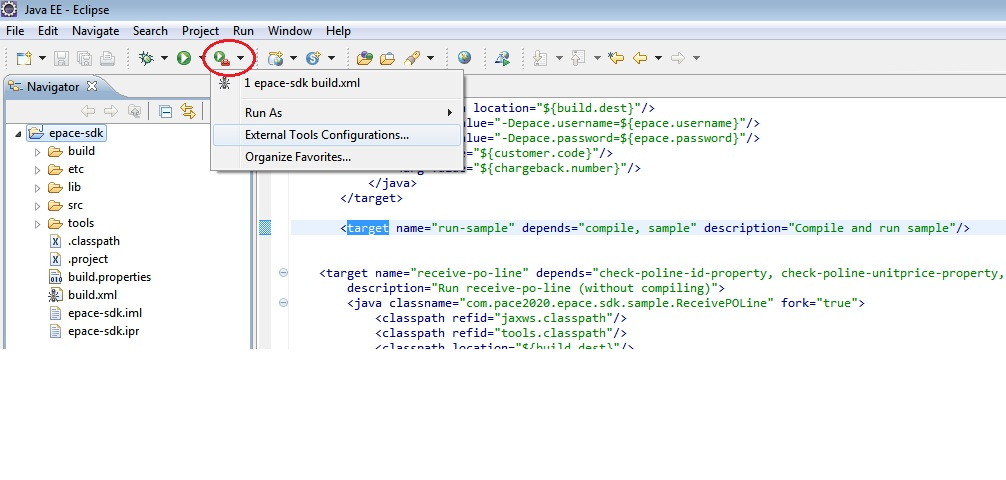 Java EE - Eclipse
File Edit Navigate Search Project Run Window Help
Navigator
1 epace-sdk build.xml
Run As
External Tools Configurations...
Organize Favorites...
epace-sdk
build
etc
lib
src
tools
.classpath
.project
build.properties
build.xml
epace-sdk.iml
epace-sdk.ipr
location="${build.dest}"/>
"-Depace.username=${epace.username}"/>
"-Depace.password=${epace.password}"/>
"${customer.code}"/>
"${chargeback.number}"/>
</java>
</target>
<target name="run-sample" depends="compile, sample" description="Compile and run sample"/>
<target name="receive-po-line" depends="check-poline-id-property, check-poline-unitprice-property,
description="Run receive-po-line (without compiling)">
<java classname="com.pace2020.epace.sdk.sample.ReceivePOLine" fork="true">
<classpath refid="jaxws.classpath"/>
<classpath refid="tools.classpath"/>
<classpath location="${build.dest}"/>